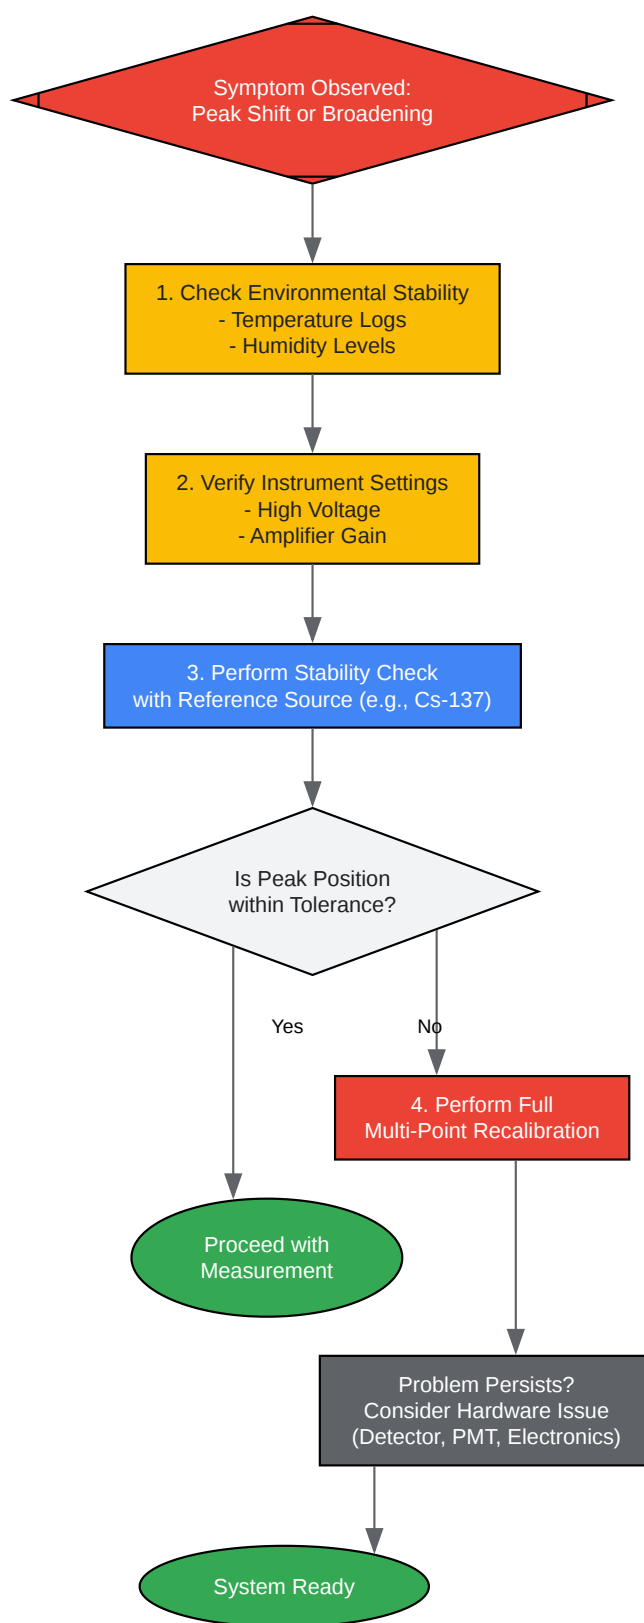 Symptom Observed:
Peak Shift or Broadening
1. Check Environmental Stability
- Temperature Logs
- Humidity Levels
2. Verify Instrument Settings
- High Voltage
- Amplifier Gain
3. Perform Stability Check
with Reference Source (e.g., Cs-137)
Is Peak Position
within Tolerance?
Yes
No
4. Perform Full
Multi-Point Recalibration
Proceed with
Measurement
Problem Persists?
Consider Hardware Issue
(Detector, PMT, Electronics)
System Ready